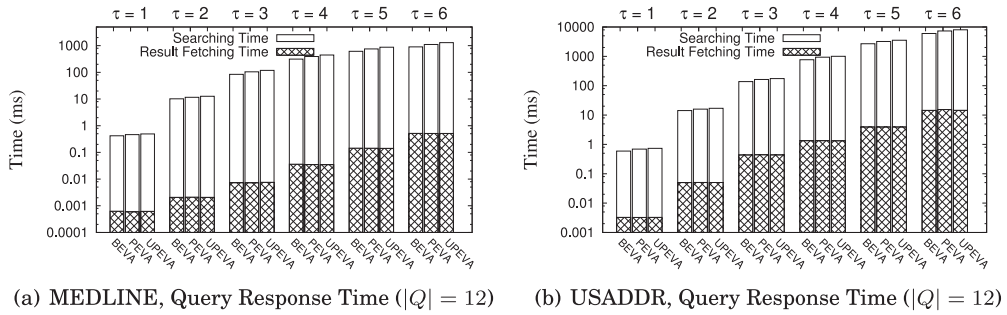 τ = 1 τ = 2 τ = 3 τ = 4 τ = 5 τ = 6
Searching Time
Result Fetching Time
1000
100
10
1
0.1
0.01
0.001
0.0001
Time (ms)
BEVA PEVA UPEVA BEVA PEVA UPEVA BEVA PEVA UPEVA BEVA PEVA UPEVA BEVA PEVA UPEVA BEVA PEVA UPEVA
(a) MEDLINE, Query Response Time (|Q| = 12)
τ = 1 τ = 2 τ = 3 τ = 4 τ = 5 τ = 6
Searching Time
Result Fetching Time
10000
1000
100
10
1
0.1
0.01
0.001
Time (ms)
BEVA PEVA UPEVA BEVA PEVA UPEVA BEVA PEVA UPEVA BEVA PEVA UPEVA BEVA PEVA UPEVA BEVA PEVA UPEVA
(b) USADDR, Query Response Time (|Q| = 12)